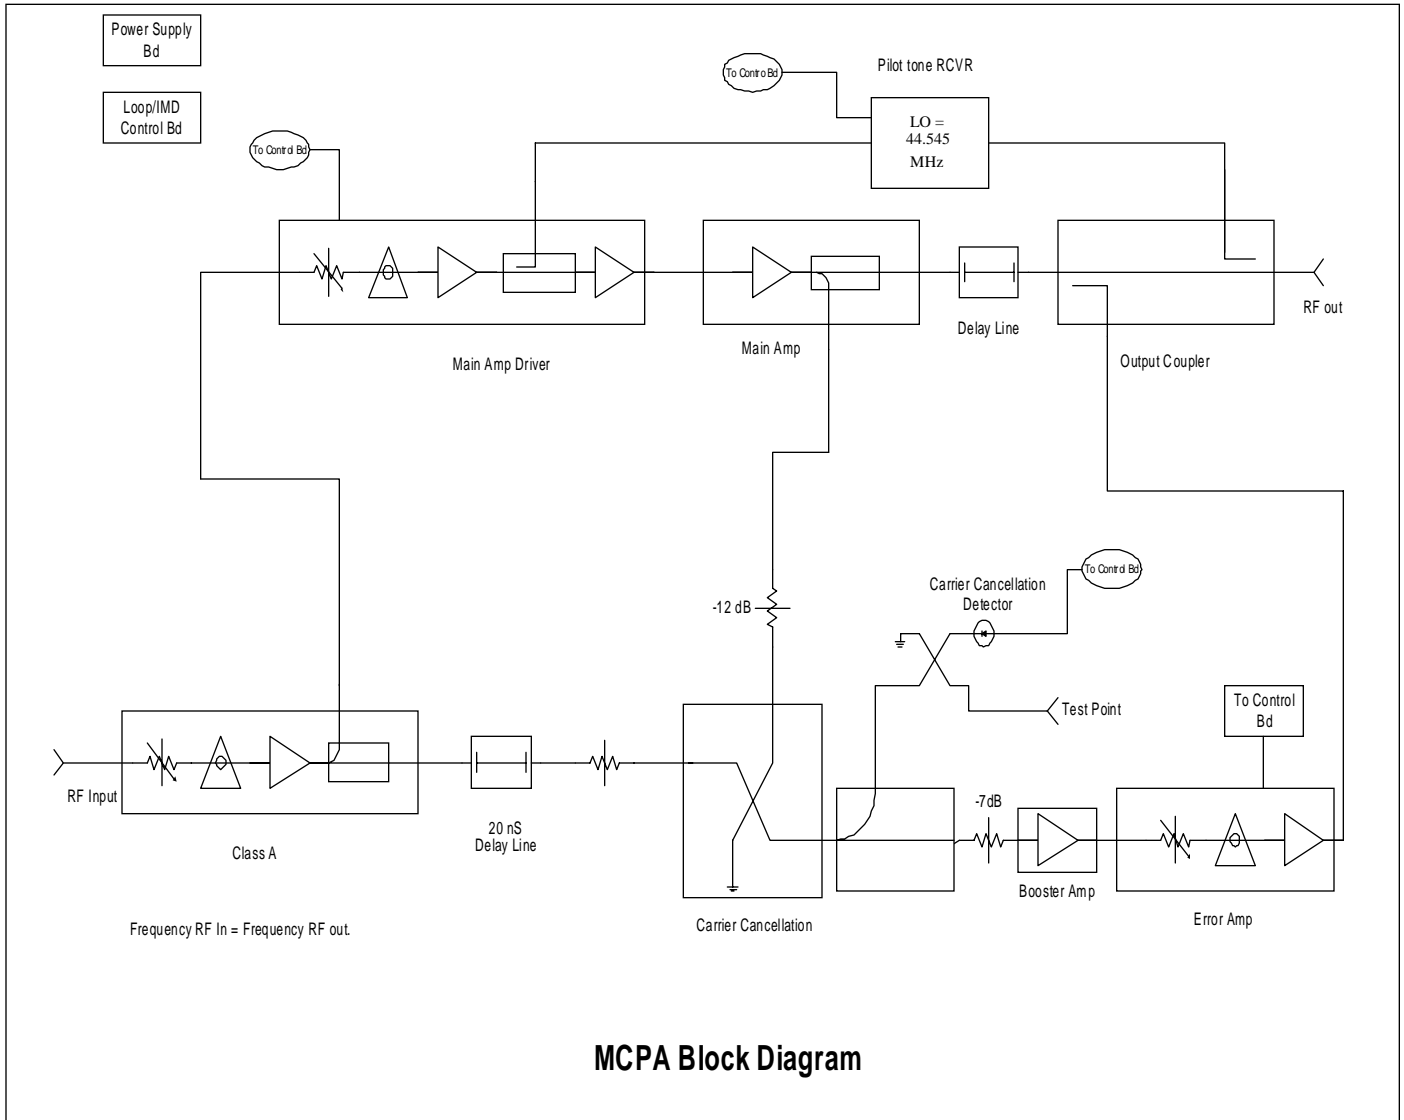 Power Supply
Bd
Loop/IMD
Control Bd
To Control Bd
To Contro Bd
Pilot tone RCVR
LO =
44.545
MHz
Main Amp Driver
Main Amp
Delay Line
Output Coupler
RF out
-12 dB
Carrier Cancellation
Detector
To Control Bd
Test Point
To Control
Bd
RF Input
Class A
20 nS
Delay Line
Carrier Cancellation
-7dB
Booster Amp
Error Amp
Frequency RF In = Frequency RF out.
MCPA Block Diagram